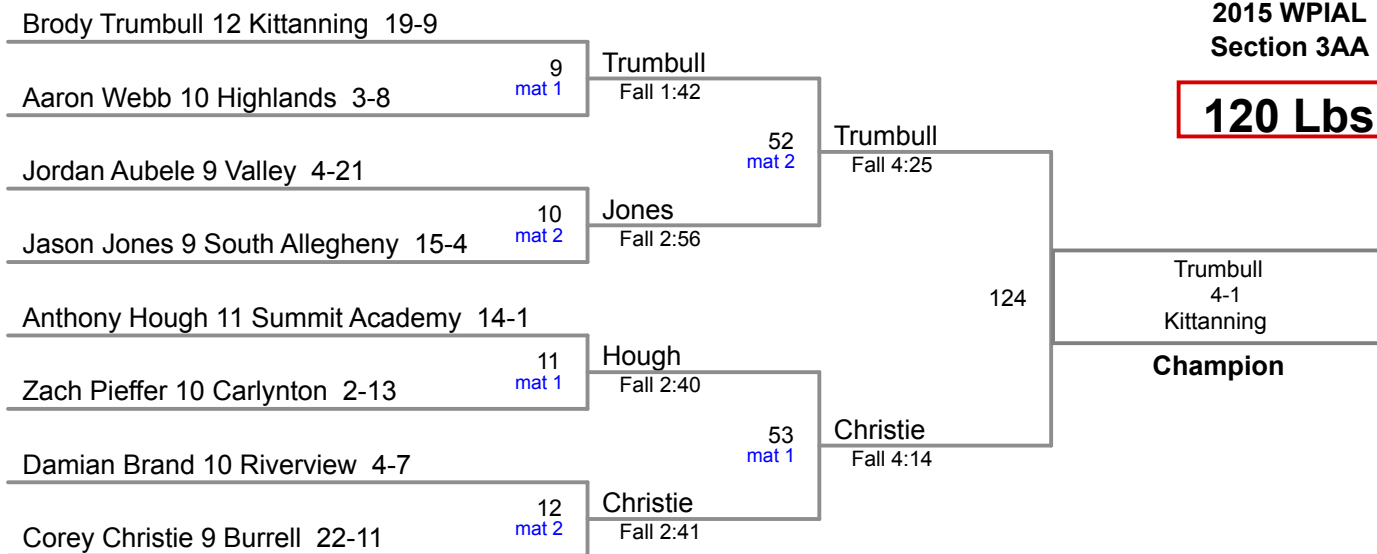 Brody Trumbull 12 Kittanning 19-9
Aaron Webb 10 Highlands 3-8
Jordan Aubele 9 Valley 4-21
Jason Jones 9 South Allegheny 15-4
Anthony Hough 11 Summit Academy 14-1
Zach Pieffer 10 Carlynton 2-13
Damian Brand 10 Riverview 4-7
Corey Christie 9 Burrell 22-11
9
mat 1
10
mat 2
11
mat 1
12
mat 2
Trumbull
Fall 1:42
Jones
Fall 2:56
Hough
Fall 2:40
Christie
Fall 2:41
52
mat 2
53
mat 1
Trumbull
Fall 4:25
Christie
Fall 4:14
124
Trumbull
4-1
Kittanning
Champion
2015 WPIAL
Section 3AA
120 Lbs